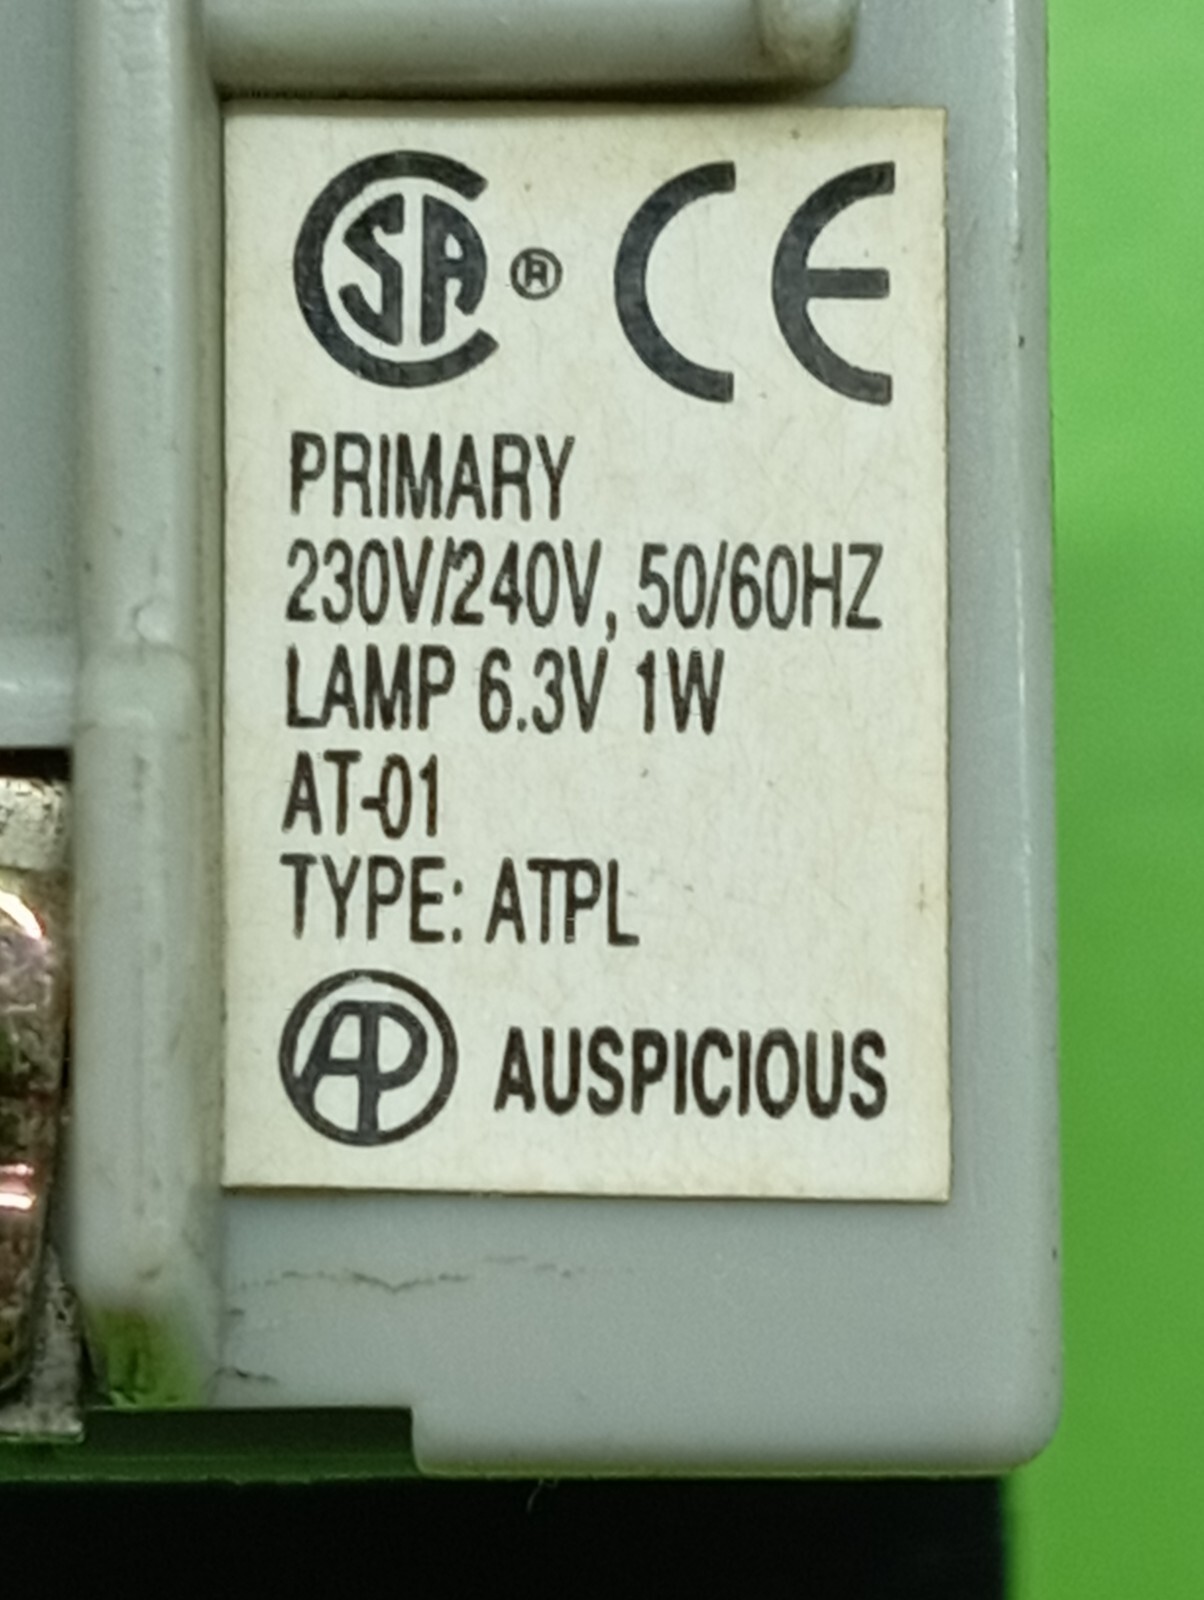 CSA ® CE
PRIMARY
230V/240V, 50/60HZ
LAMP 6.3V 1W
AT-01
TYPE: ATPL
AP AUSPICIOUS